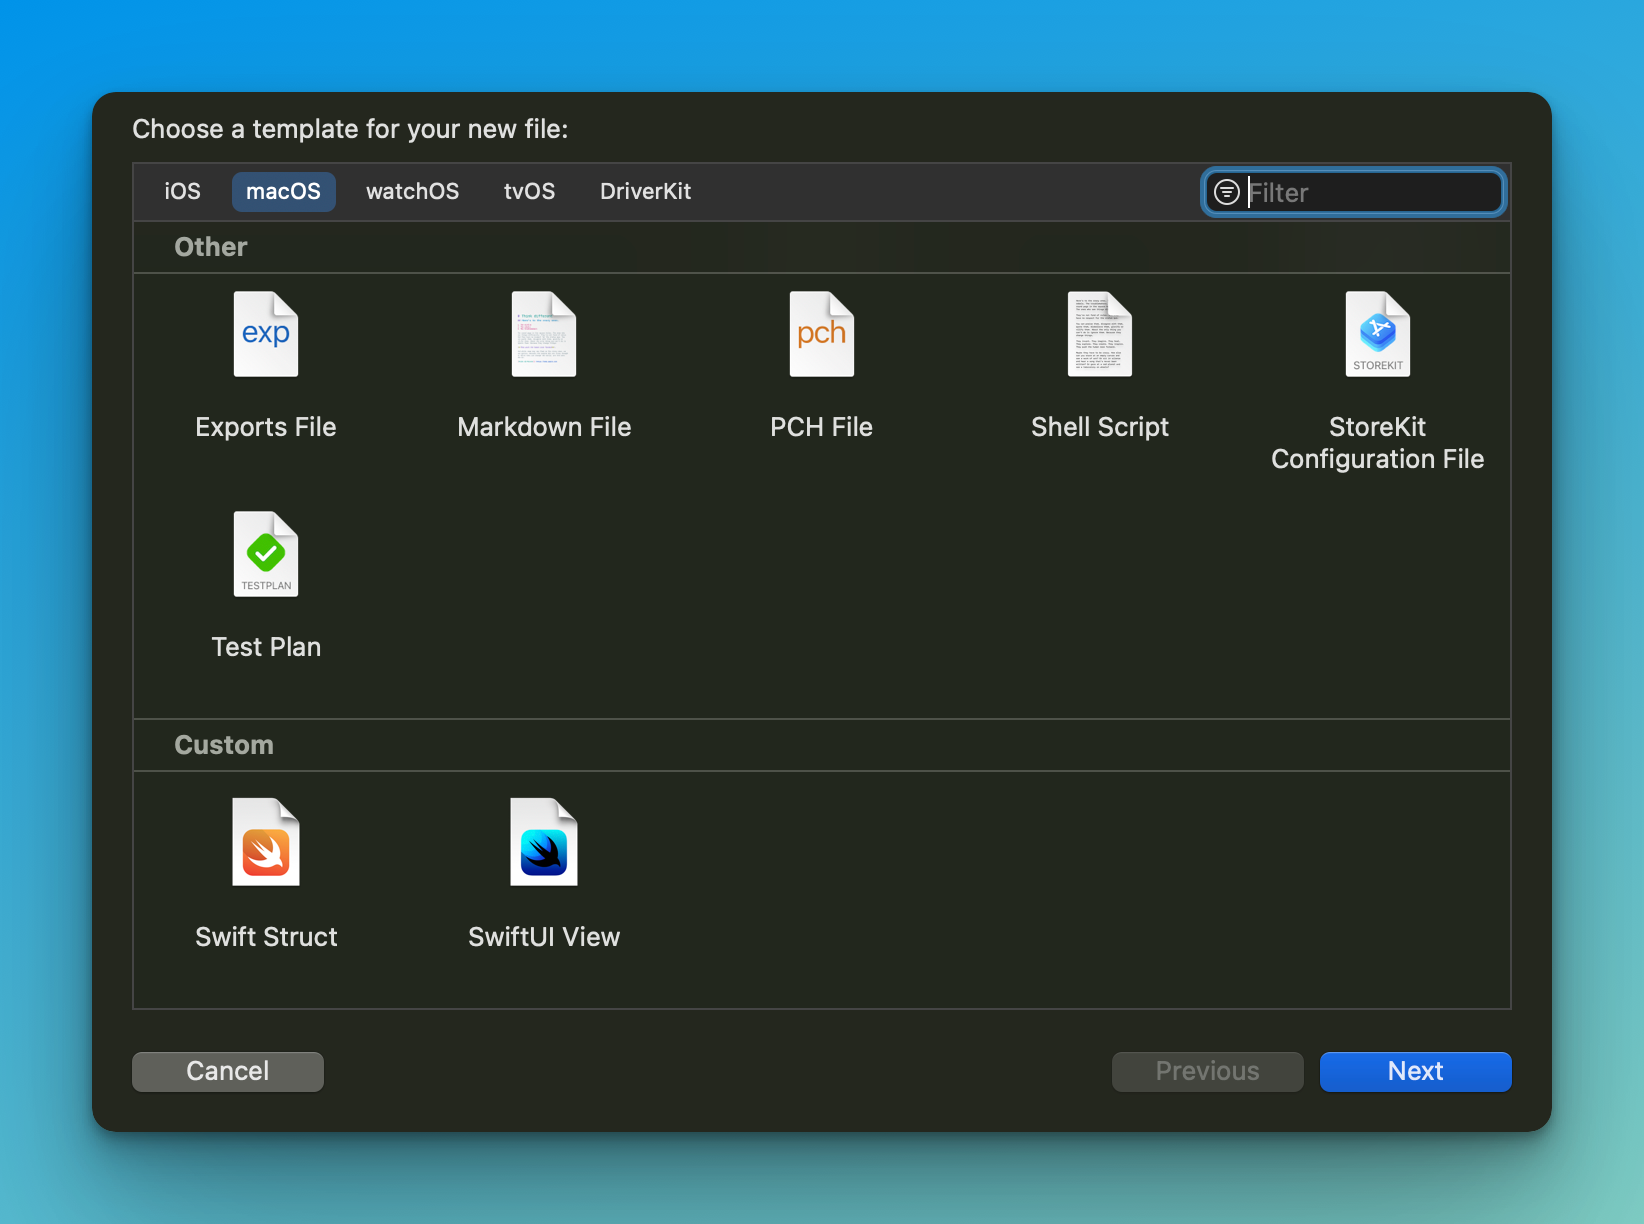 Choose a template for your new file:
iOS macOS watchOS tvOS DriverKit Filter
Other
exp pch STOREKIT
Exports File Markdown File PCH File Shell Script StoreKit
Configuration File
TESTPLAN
Test Plan
Custom
Swift Struct SwiftUI View
Cancel Previous Next